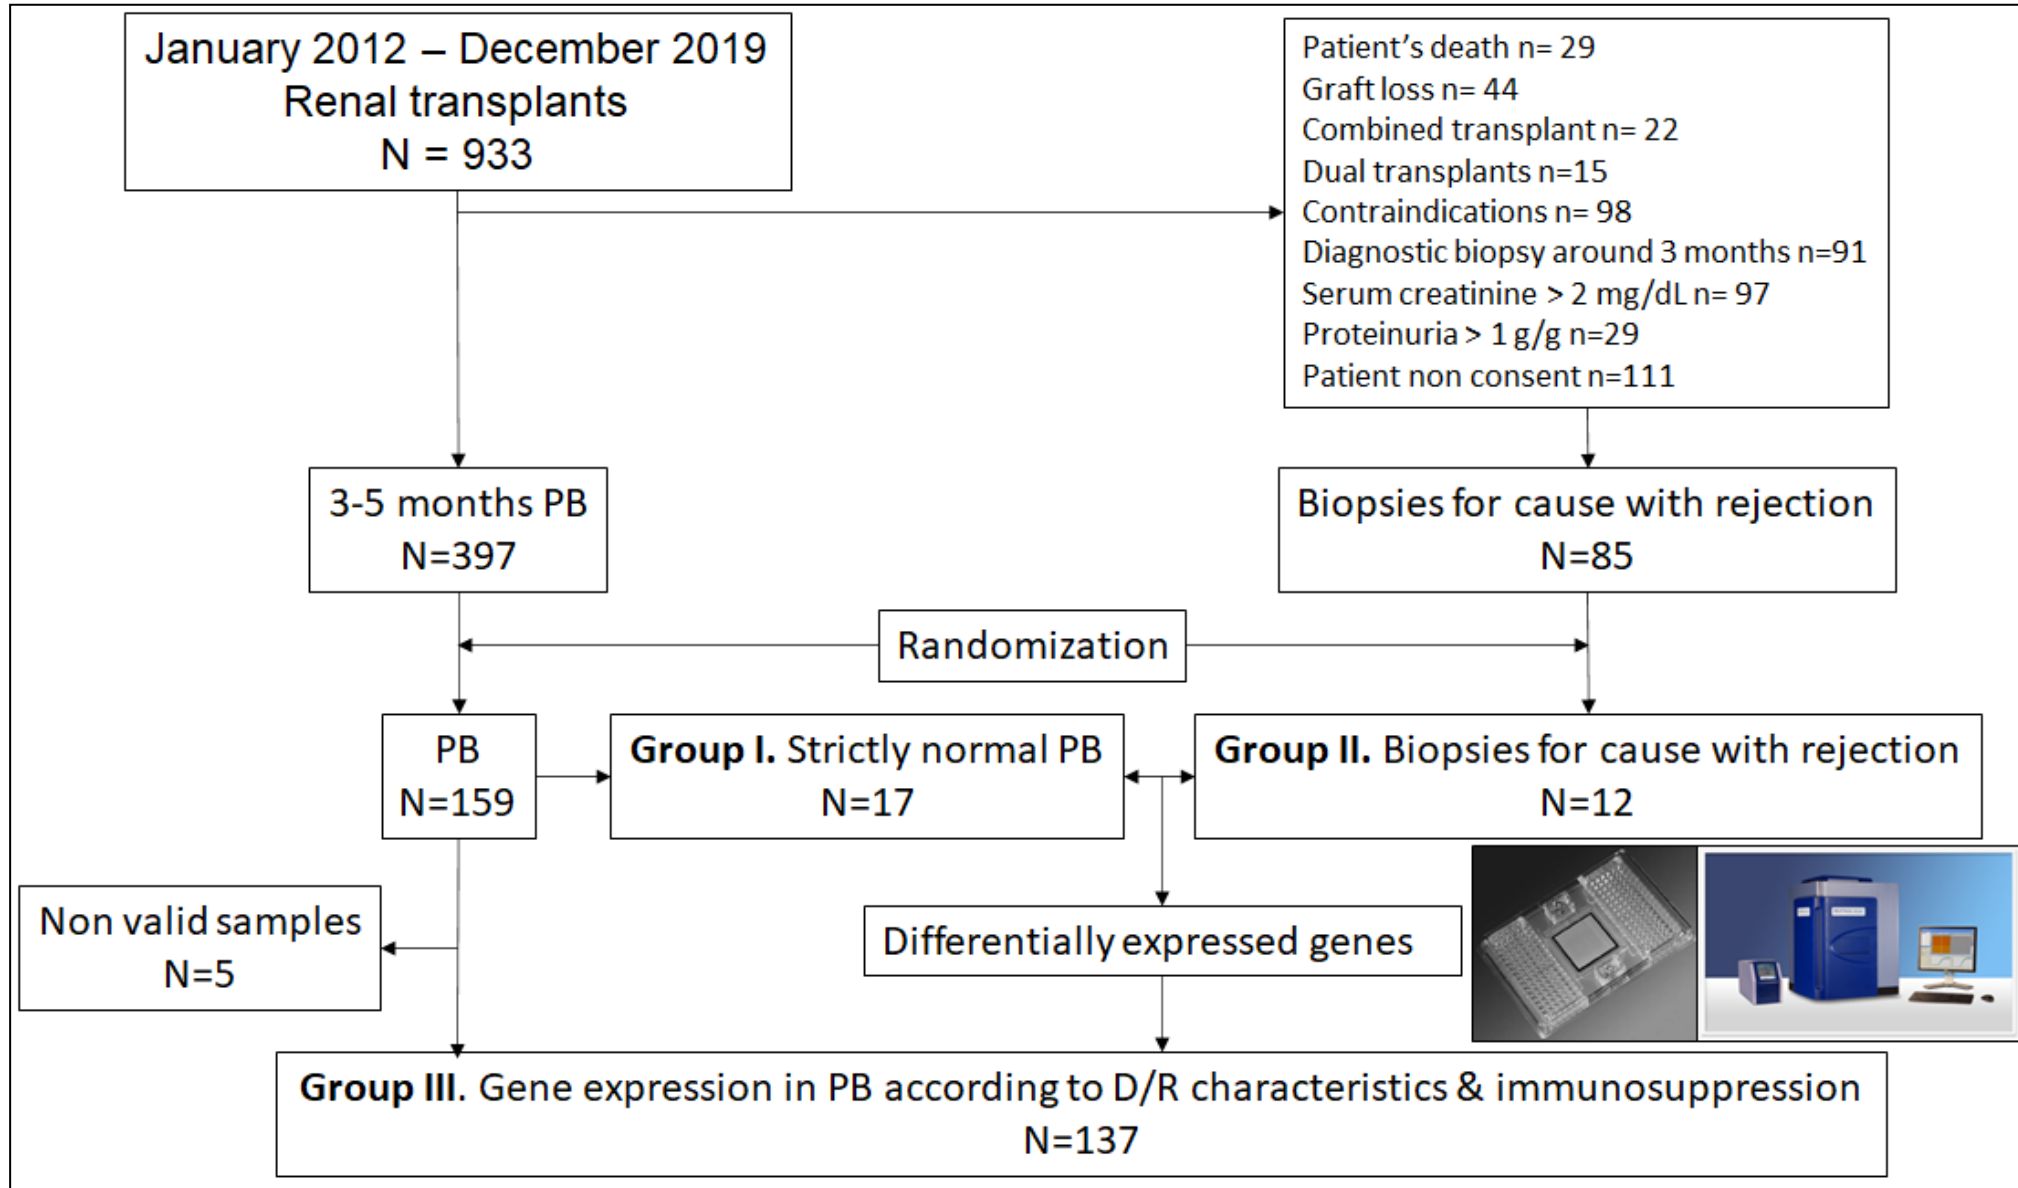 January 2012 – December 2019
Renal transplants
N = 933
Patient's death n= 29
Graft loss n= 44
Combined transplant n= 22
Dual transplants n=15
Contraindications n= 98
Diagnostic biopsy around 3 months n=91
Serum creatinine > 2 mg/dL n= 97
Proteinuria > 1 g/g n=29
Patient non consent n=111
3-5 months PB
N=397
Biopsies for cause with rejection
N=85
Randomization
PB
N=159
Group I. Strictly normal PB
N=17
Group II. Biopsies for cause with rejection
N=12
Non valid samples
N=5
Differentially expressed genes
Group III. Gene expression in PB according to D/R characteristics & immunosuppression
N=137